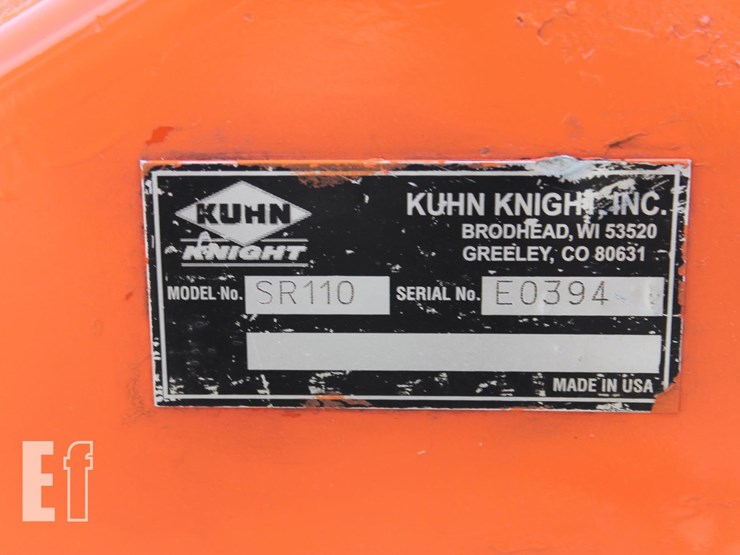 KUHN
KNIGHT
KUHN KNIGHT, INC.
BRODHEAD, WI 53520
GREELEY, CO 80631
MODEL No. SR110 SERIAL No. E0394
MADE IN USA
Ef